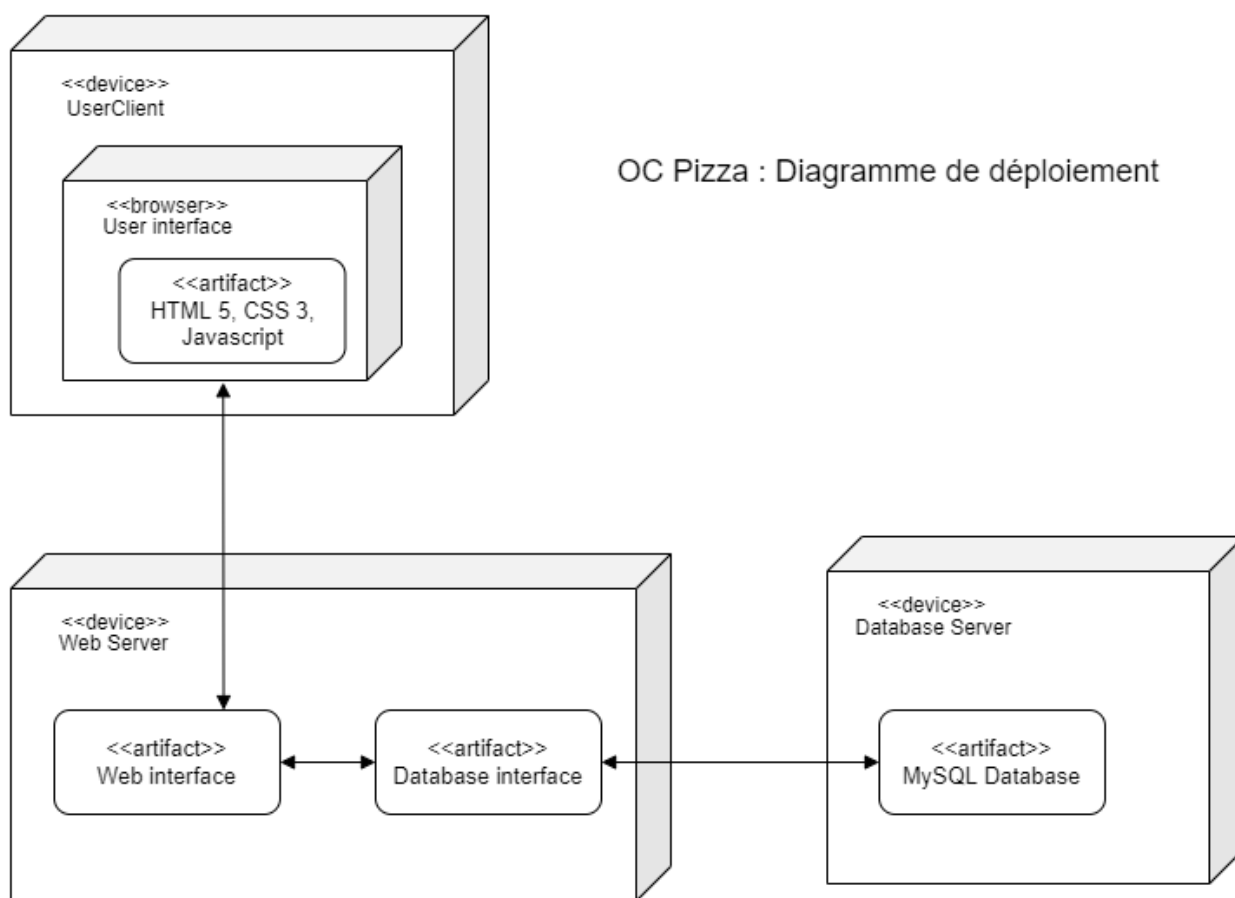 <<device>>
UserClient
<<browser>>
User interface
<<artifact>>
HTML 5, CSS 3,
Javascript
OC Pizza : Diagramme de déploiement
<<device>>
Web Server
<<artifact>>
Web interface
<<artifact>>
Database interface
<<device>>
Database Server
<<artifact>>
MySQL Database